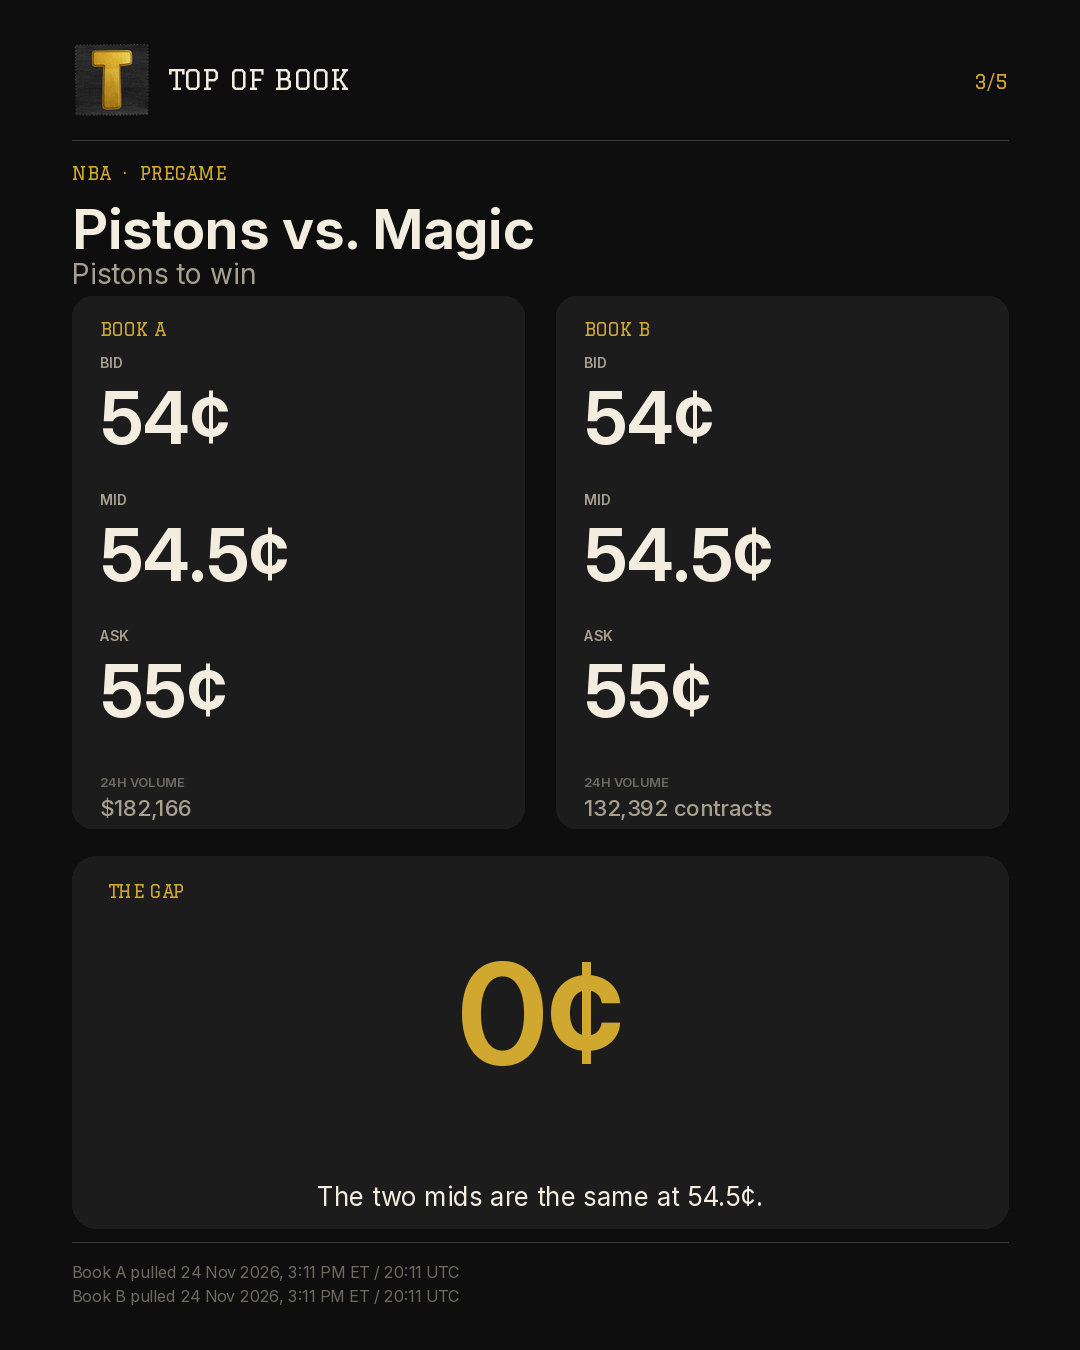 T
TOP OF BOOK
3/5
NBA · PREGAME
Pistons vs. Magic
Pistons to win
BOOK A
BID
54¢
MID
54.5¢
ASK
55¢
24H VOLUME
$182,166
BOOK B
BID
54¢
MID
54.5¢
ASK
55¢
24H VOLUME
132,392 contracts
THE GAP
0¢
The two mids are the same at 54.5¢.
Book A pulled 24 Nov 2026, 3:11 PM ET / 20:11 UTC
Book B pulled 24 Nov 2026, 3:11 PM ET / 20:11 UTC